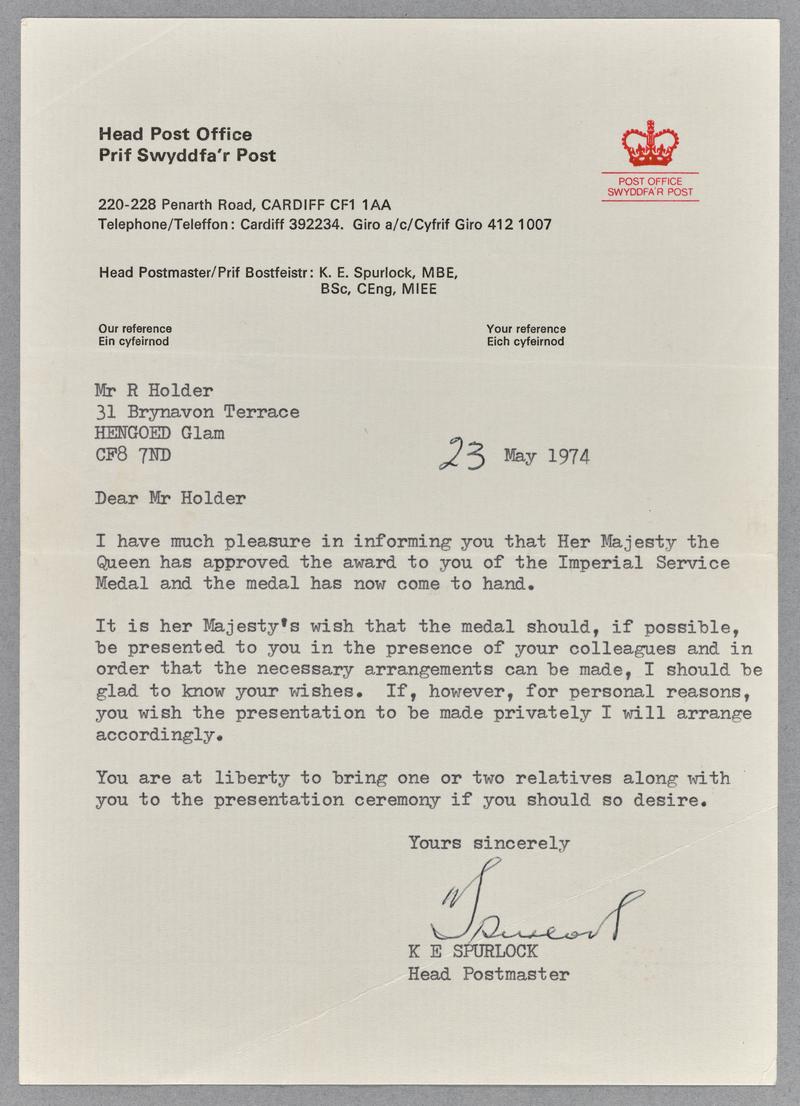 Head Post Office
Prif Swyddfa'r Post
POST OFFICE
SWYDDFA'R POST
220-228 Penarth Road, CARDIFF CF1 1AA
Telephone/Teleffon: Cardiff 392234. Giro a/c/Cyfrif Giro 412 1007
Head Postmaster/Prif Bostfeistr: K. E. Spurlock, MBE,
BSc, CEng, MIEE
Our reference
Ein cyfeirnod
Your reference
Eich cyfeirnod
Mr R Holder
31 Brynavon Terrace
HENGOED Glam
CF8 7ND
23 May 1974
Dear Mr Holder
I have much pleasure in informing you that Her Majesty the
Queen has approved the award to you of the Imperial Service
Medal and the medal has now come to hand.
It is her Majesty's wish that the medal should, if possible,
be presented to you in the presence of your colleagues and in
order that the necessary arrangements can be made, I should be
glad to know your wishes. If, however, for personal reasons,
you wish the presentation to be made privately I will arrange
accordingly.
You are at liberty to bring one or two relatives along with
you to the presentation ceremony if you should so desire.
Yours sincerely
Spurlock
K E SPURLOCK
Head Postmaster